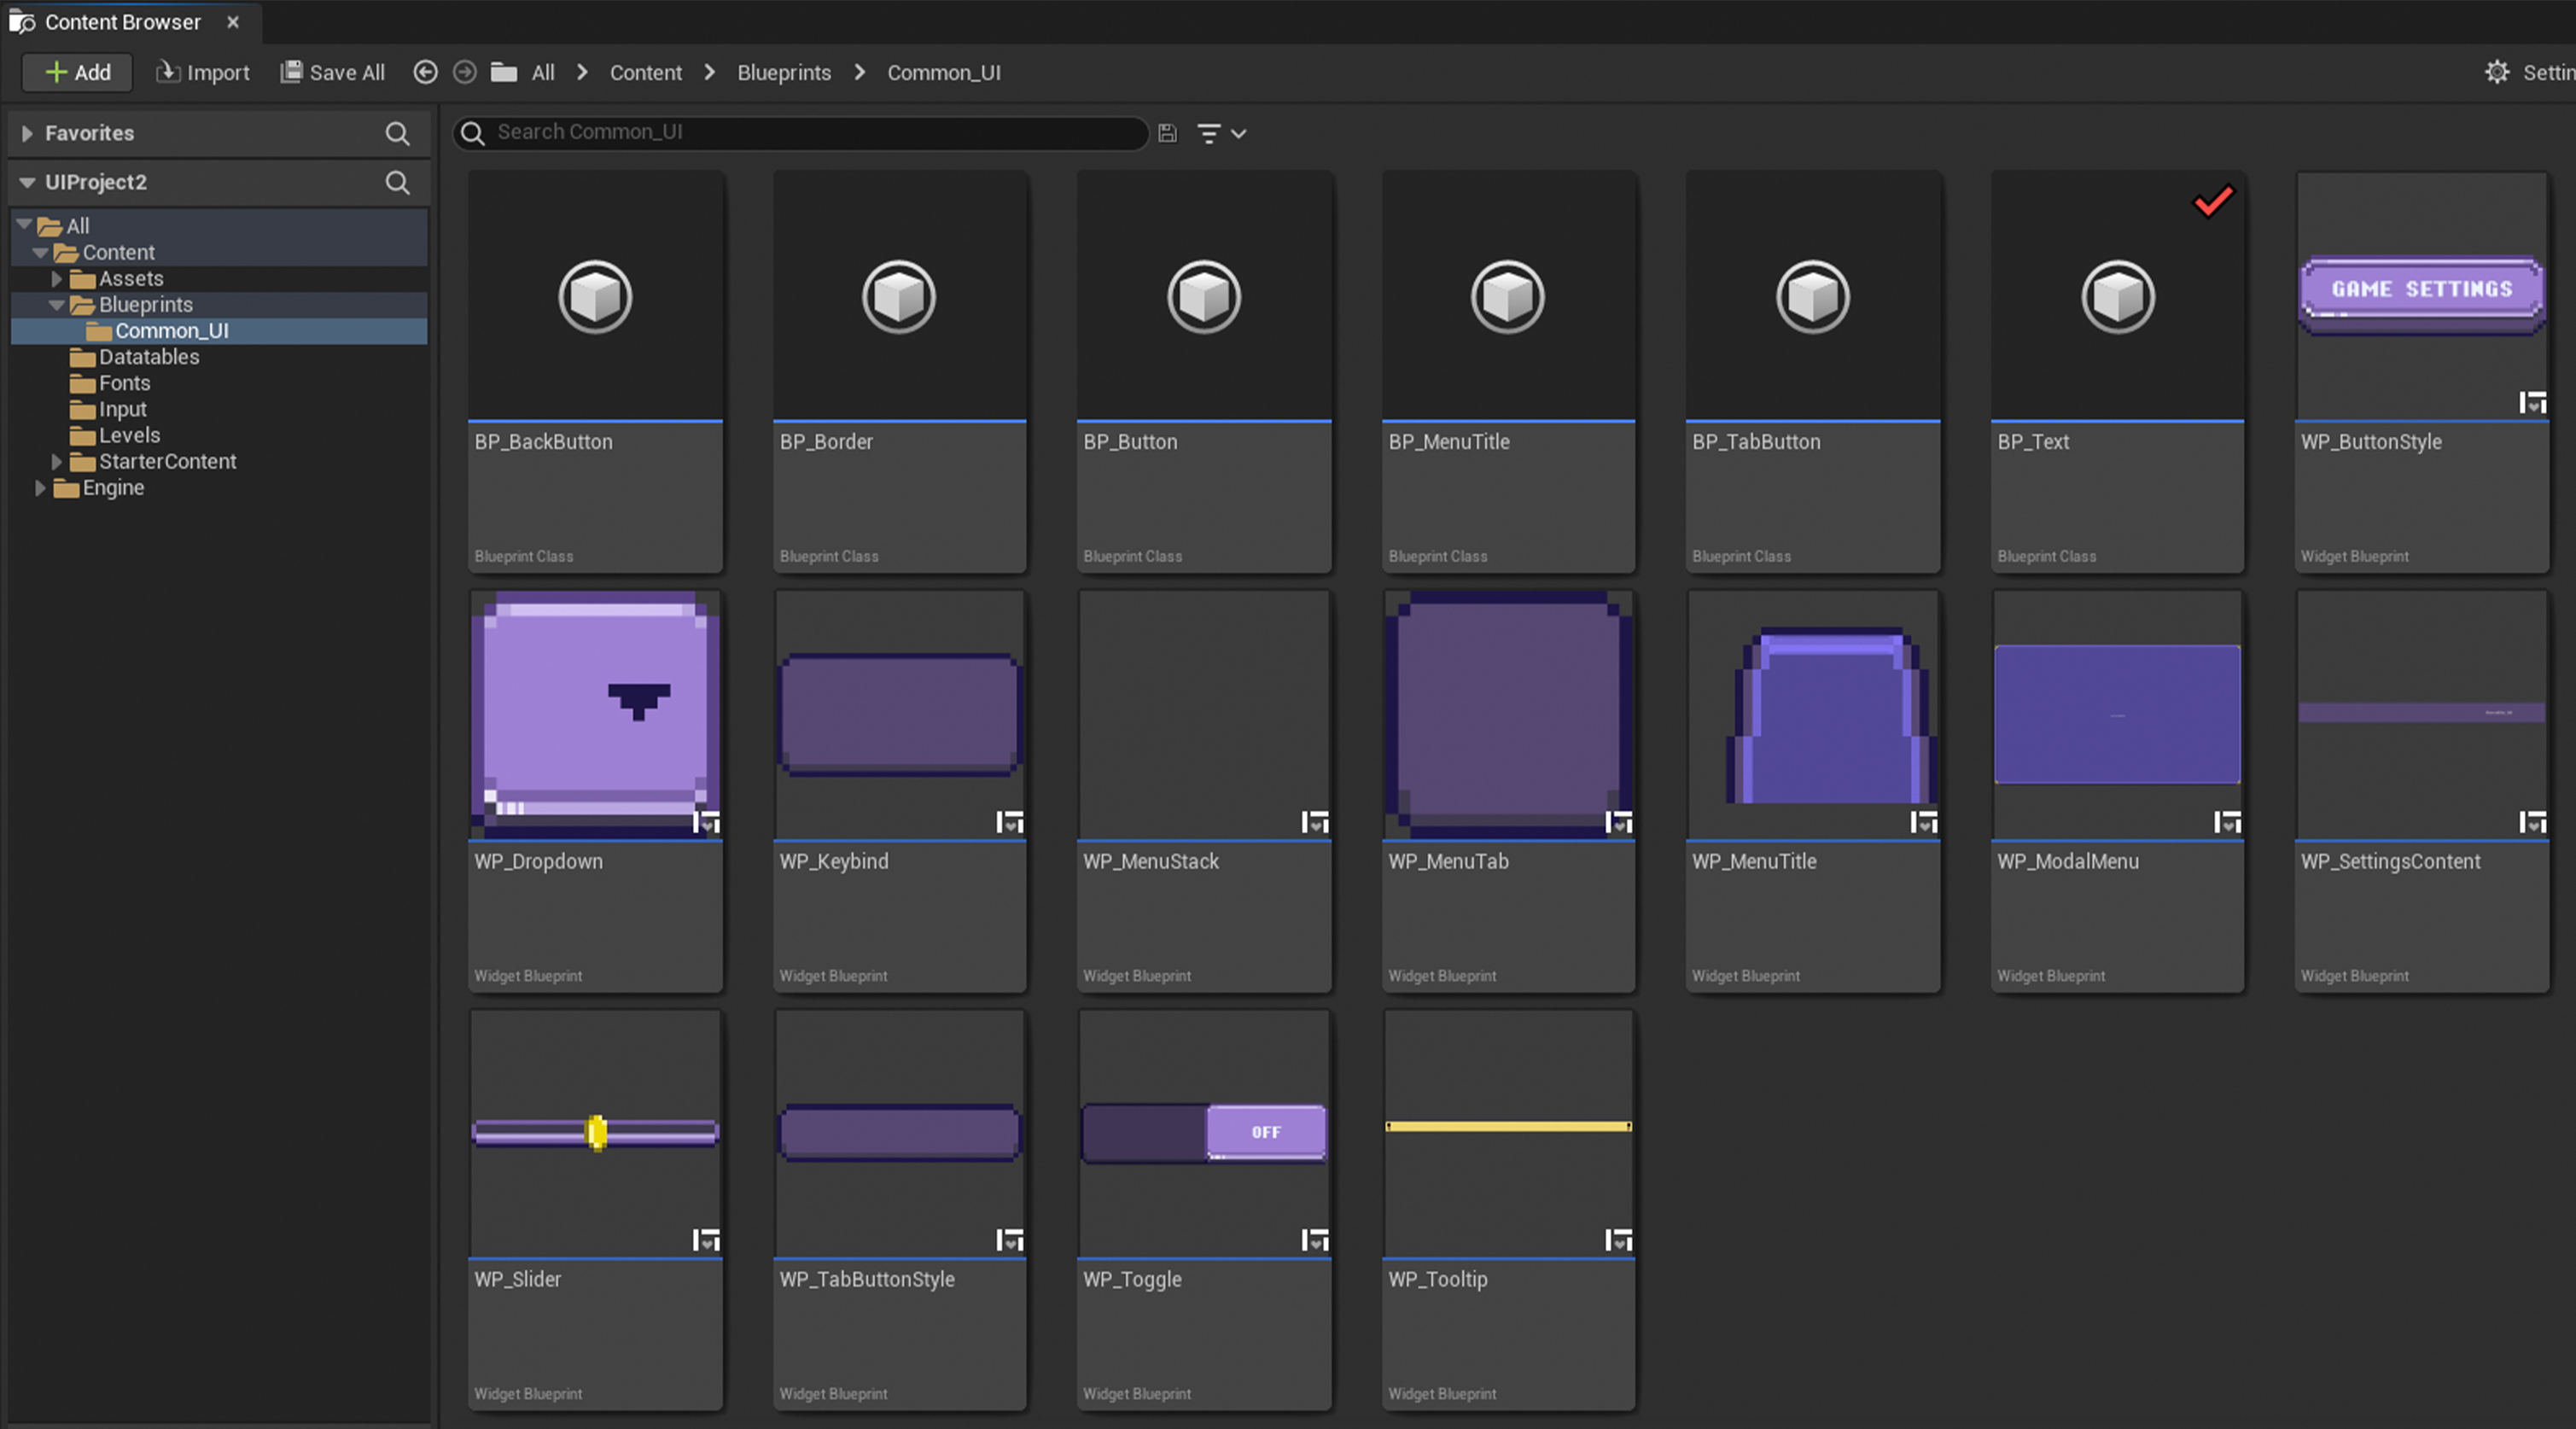 Content Browser
Add
Import
Save All
All
Content
Blueprints
Common_UI
Favorites
Search Common_UI
UIProject2
All
Content
Assets
Blueprints
Common_UI
Datatables
Fonts
Input
Levels
StarterContent
Engine
GAME SETTINGS
BP_BackButton
BP_Border
BP_Button
BP_MenuTitle
BP_TabButton
BP_Text
WP_ButtonStyle
Blueprint Class
Blueprint Class
Blueprint Class
Blueprint Class
Blueprint Class
Blueprint Class
Widget Blueprint
WP_Dropdown
WP_Keybind
WP_MenuStack
WP_MenuTab
WP_MenuTitle
WP_ModalMenu
WP_SettingsContent
Widget Blueprint
Widget Blueprint
Widget Blueprint
Widget Blueprint
Widget Blueprint
Widget Blueprint
Widget Blueprint
OFF
WP_Slider
WP_TabButtonStyle
WP_Toggle
WP_Tooltip
Widget Blueprint
Widget Blueprint
Widget Blueprint
Widget Blueprint